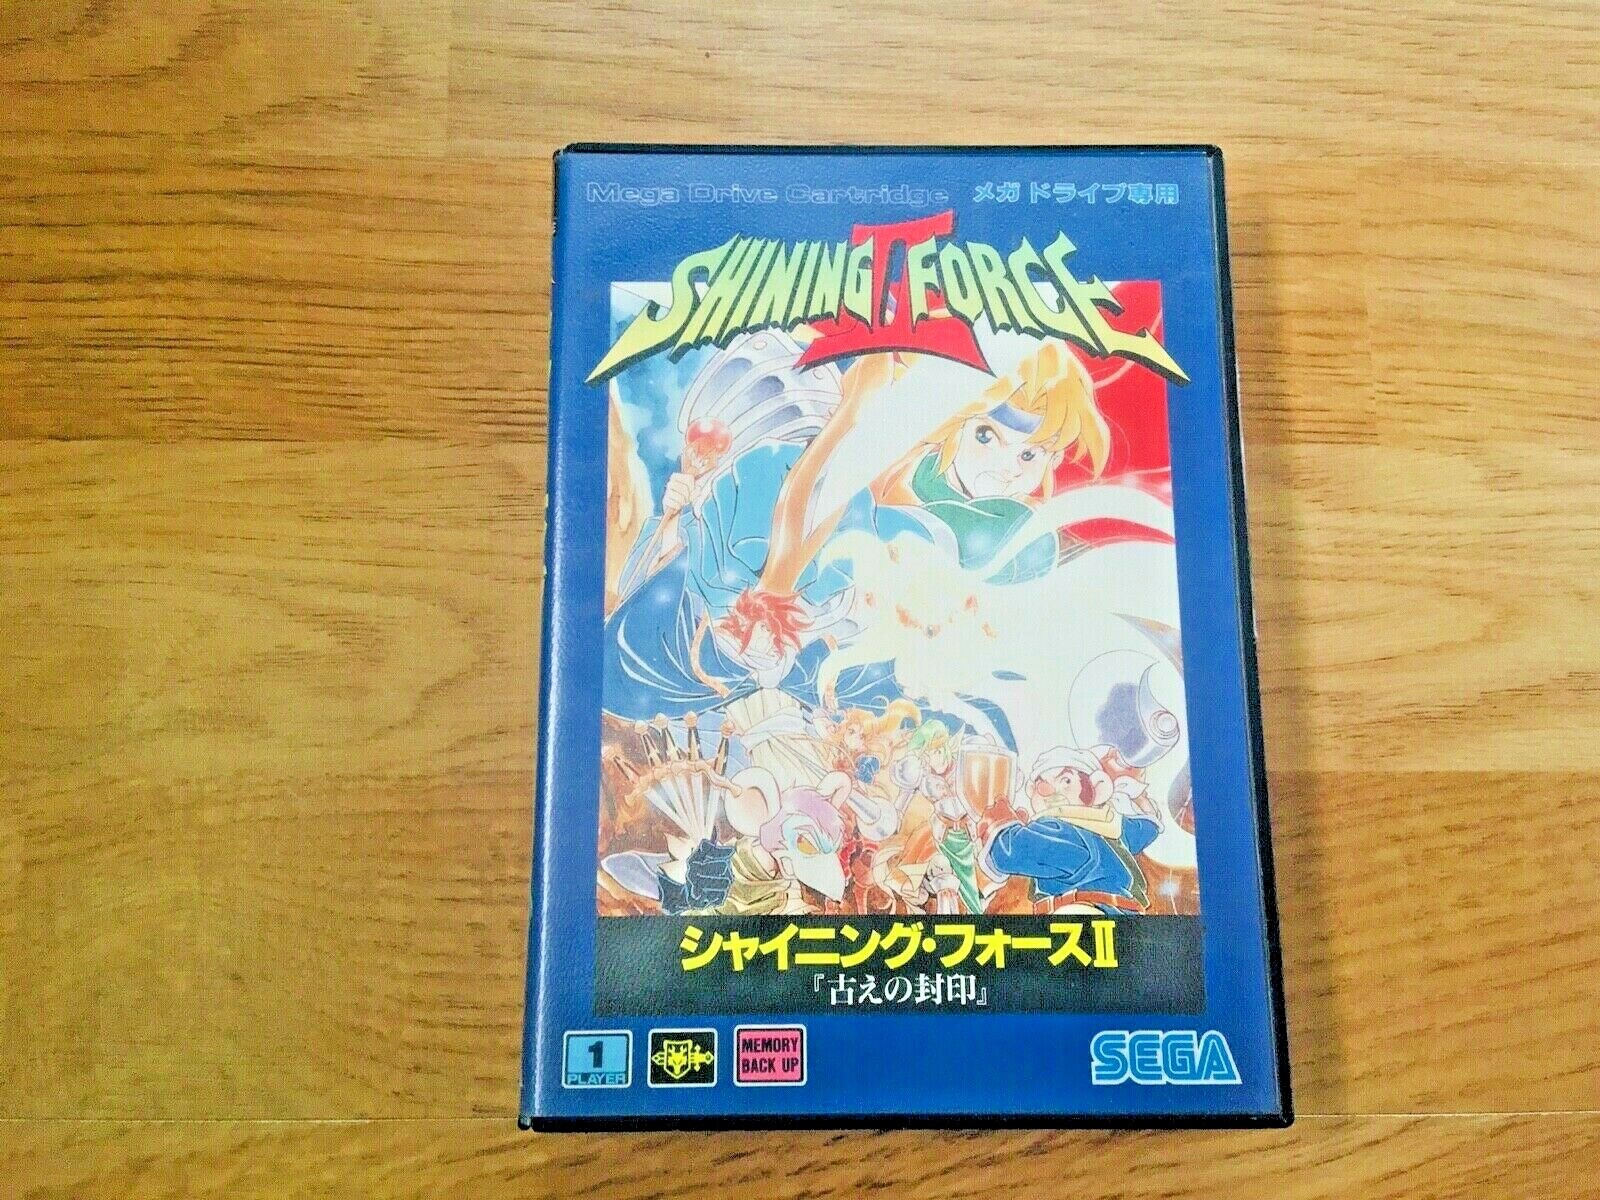 Mega Drive Cartridge メガドライブ専用
SHINING FORCE II
シャイニング・フォースII
『古えの封印』
1
PLAYER
MEMORY
BACK UP
SEGA